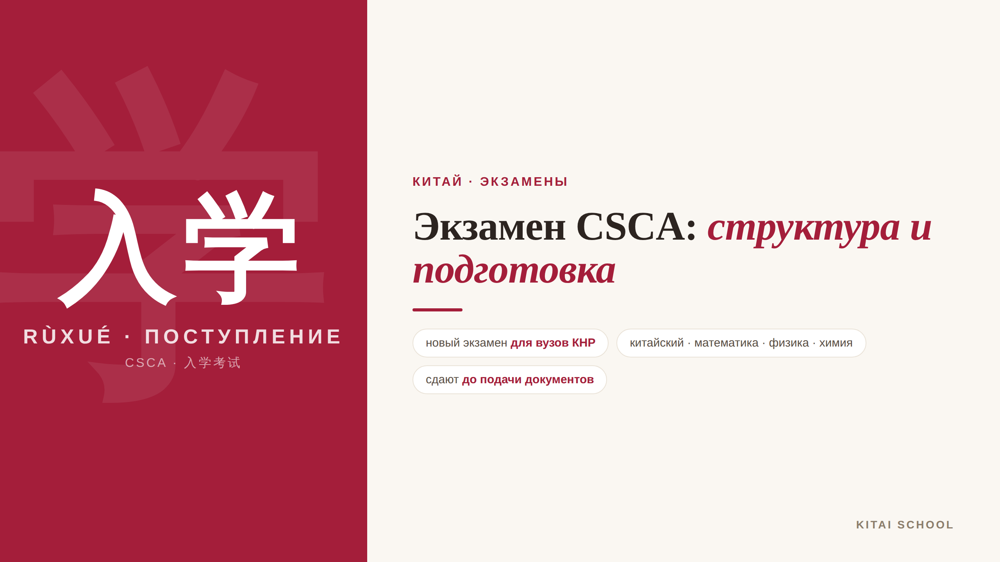 入学
RÙXUÉ · ПОСТУПЛЕНИЕ
CSCA · 入学考试
КИТАЙ · ЭКЗАМЕНЫ
Экзамен CSCA: структура и
подготовка
новый экзамен для вузов КНР
китайский · математика · физика · химия
сдают до подачи документов
KITAI SCHOOL
学